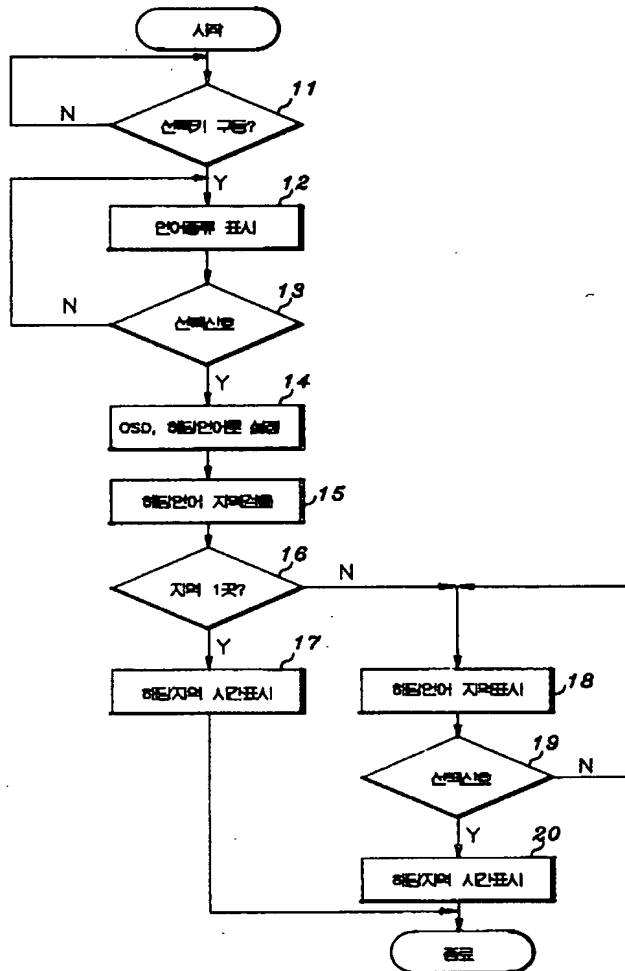 시작
11
N
선택키 구동?
Y
12
언어종류 표시
13
N
선택신호
Y
14
OSD, 해당언어로 실행
해당언어 지역검출
15
16
지역 1곳?
N
Y
17
해당지역 시간표시
해당언어 지역표시
18
19
선택신호
N
Y
20
해당지역 시간표시
종료